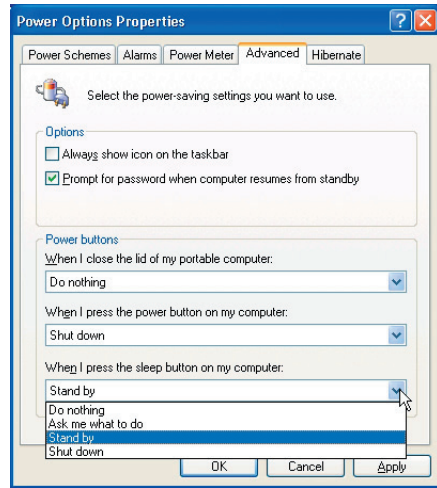 Power Options Properties
Power Schemes Alarms Power Meter Advanced Hibernate
Select the power-saving settings you want to use.
Options
Always show icon on the taskbar
Prompt for password when computer resumes from standby
Power buttons
When I close the lid of my portable computer:
Do nothing
When I press the power button on my computer:
Shut down
When I press the sleep button on my computer:
Stand by
Do nothing
Ask me what to do
Stand by
Shut down
OK Cancel Apply